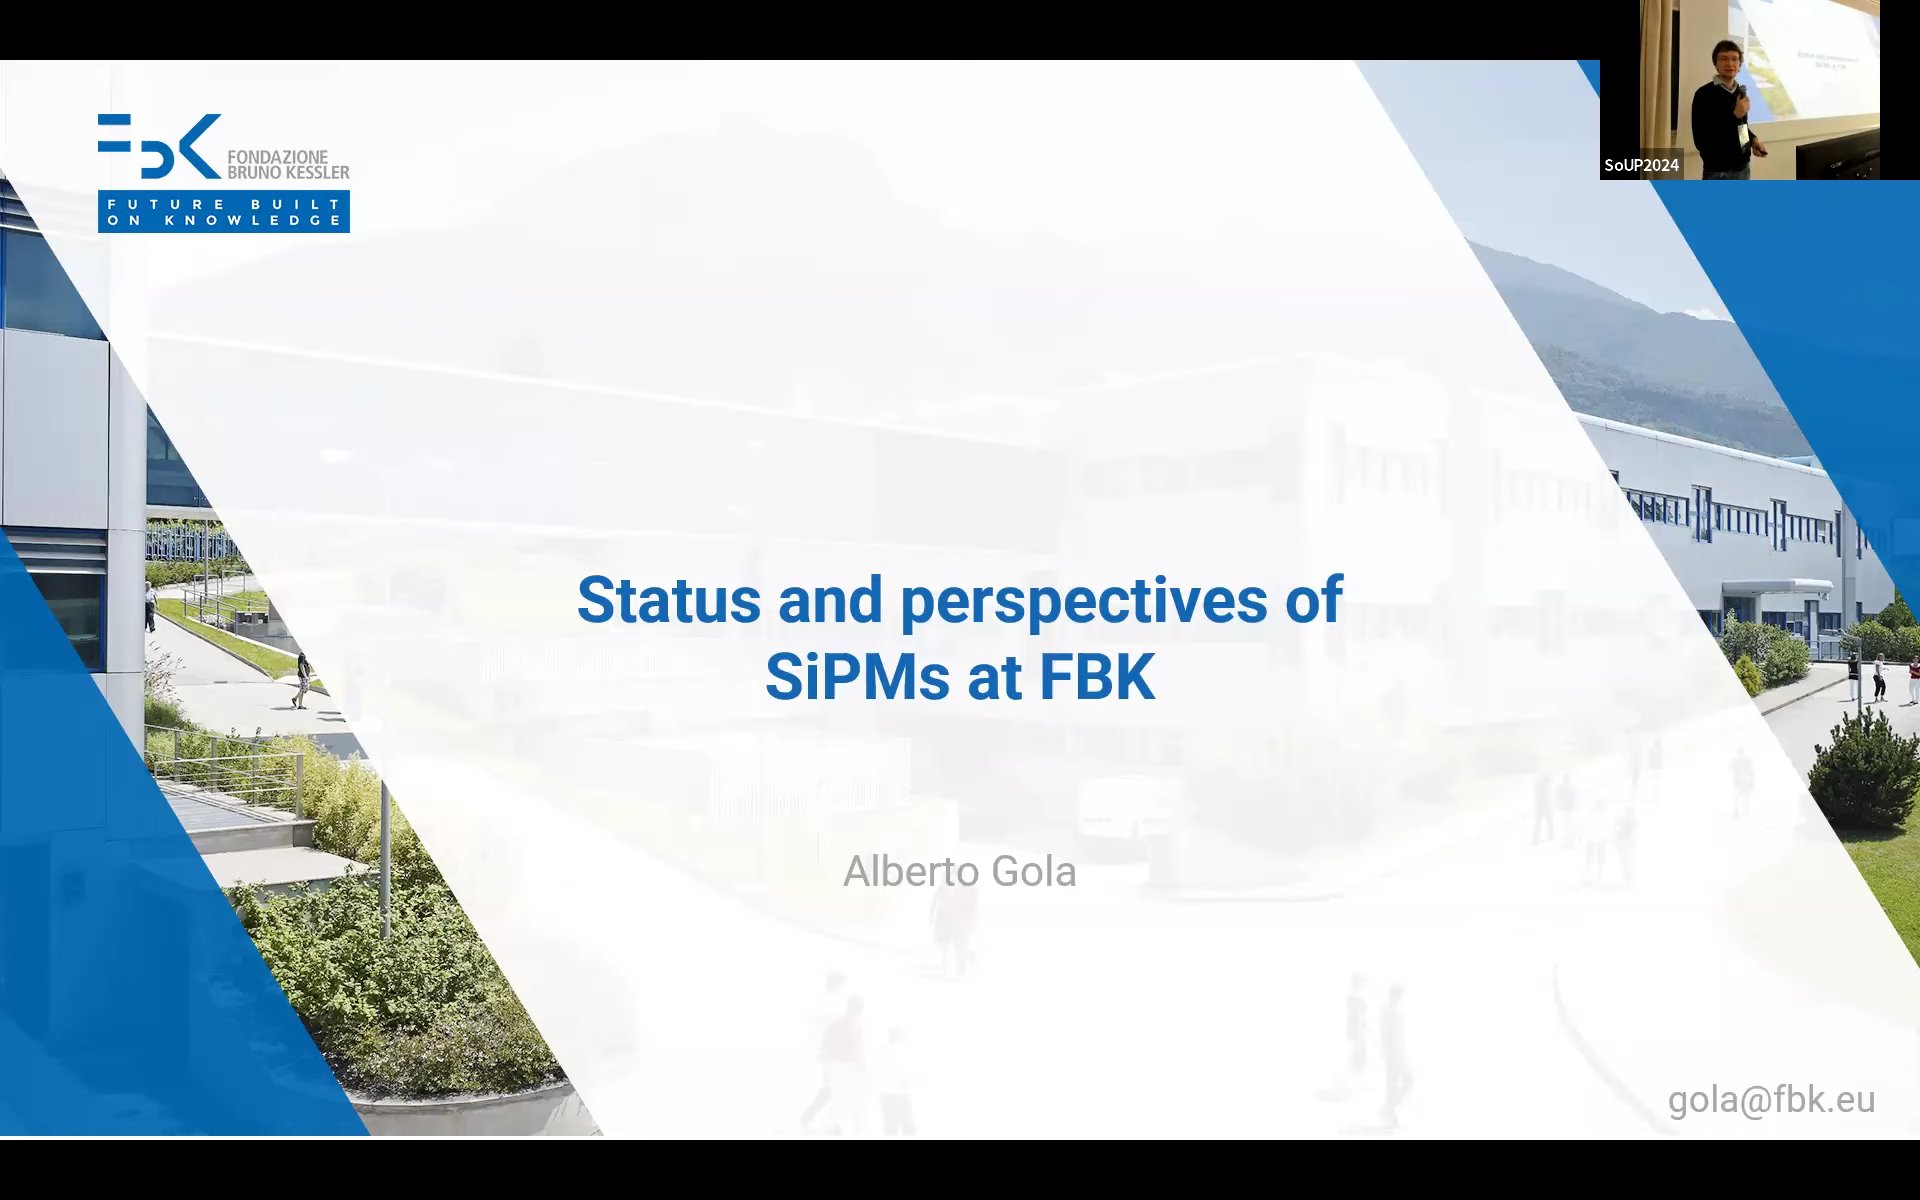 FONDAZIONE
BRUNO KESSLER
FUTURE BUILT
ON KNOWLEDGE
SoUP2024
Status and perspectives of
SiPMs at FBK
Alberto Gola
gola@fbk.eu